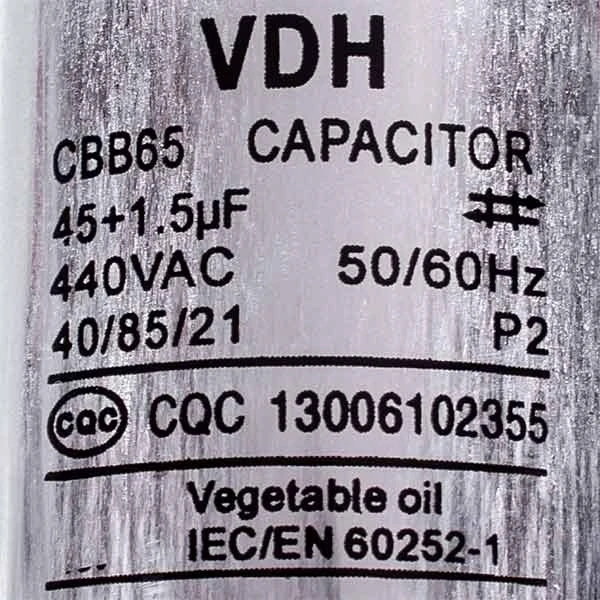 VDH
CBB65 CAPACITOR
45+1.5µF
440VAC 50/60Hz
40/85/21 P2
CQC CQC 13006102355
Vegetable oil
IEC/EN 60252-1